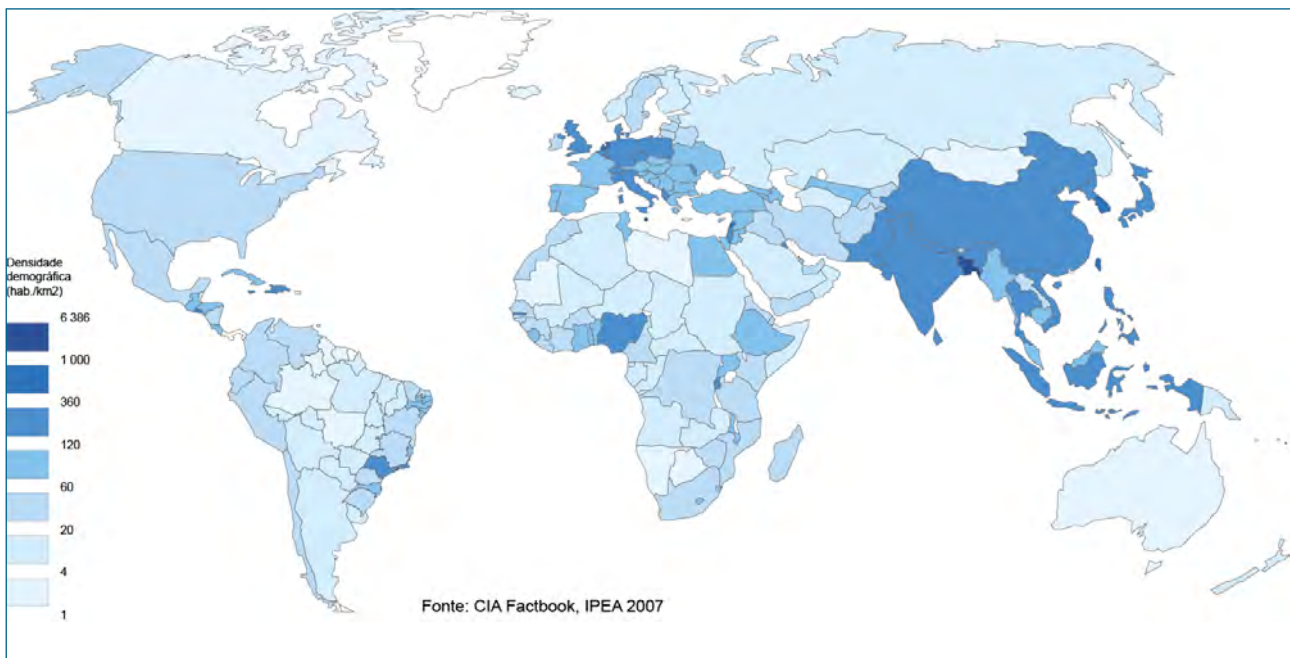 Densidade
demográfica
(hab./km2)
6 386
1 000
360
120
60
20
4
1
Fonte: CIA Factbook, IPEA 2007